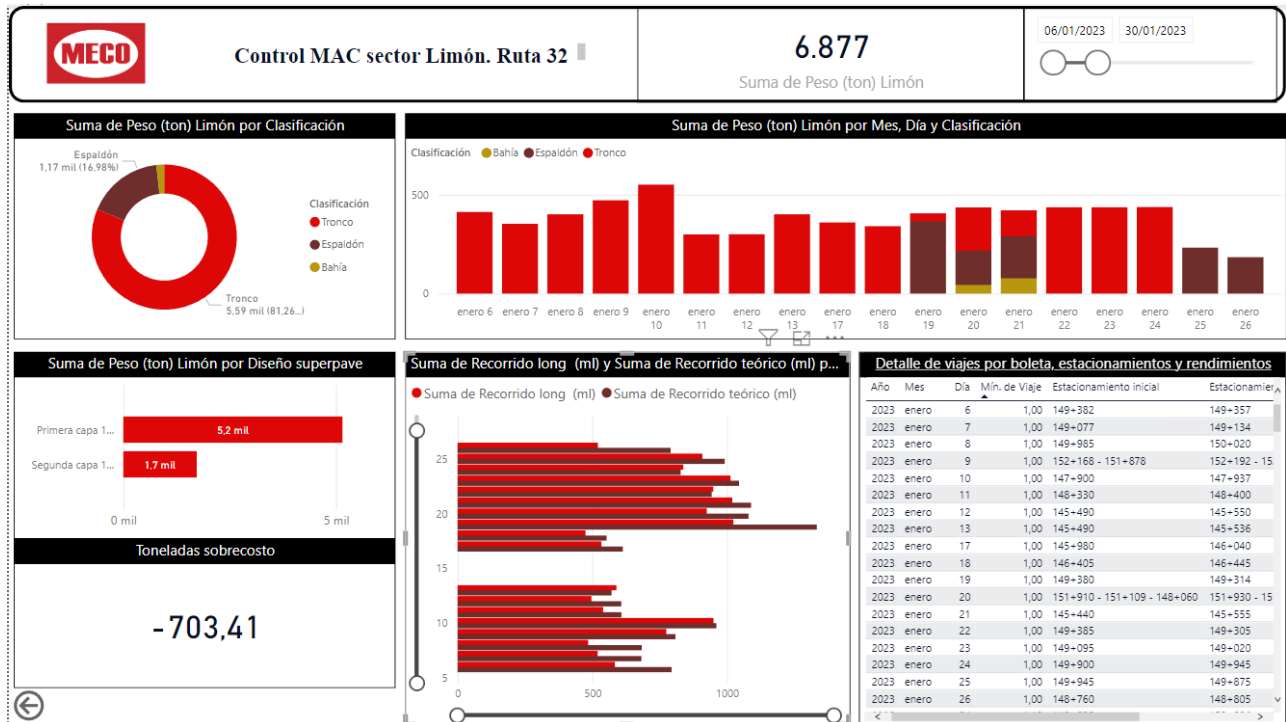 MECO
Control MAC sector Limón. Ruta 32
6.877
Suma de Peso (ton) Limón
06/01/2023 30/01/2023
Suma de Peso (ton) Limón por Clasificación
Espaldón
1,17 mil (16,98%)
Clasificación
Tronco
Espaldón
Bahía
Tronco
5,59 mil (81,26...)
Suma de Peso (ton) Limón por Mes, Día y Clasificación
Clasificación Bahía Espaldón Tronco
500
0
enero 6 enero 7 enero 8 enero 9 enero 10 enero 11 enero 12 enero 13 enero 17 enero 18 enero 19 enero 20 enero 21 enero 22 enero 23 enero 24 enero 25 enero 26
Suma de Peso (ton) Limón por Diseño superpave
Primera capa 1... 5,2 mil
Segunda capa 1... 1,7 mil
0 mil 5 mil
Toneladas sobrecosto
-703,41
Suma de Recorrido long (ml) y Suma de Recorrido teórico (ml) p...
Suma de Recorrido long (ml) Suma de Recorrido teórico (ml)
25
20
15
10
5
0 500 1000
Detalle de viajes por boleta, estacionamientos y rendimientos
Año Mes Día Mín. de Viaje Estacionamiento inicial Estacionamier
2023 enero 6 1,00 149+382 149+357
2023 enero 7 1,00 149+077 149+134
2023 enero 8 1,00 149+985 150+020
2023 enero 9 1,00 152+168 - 151+878 152+192 - 15
2023 enero 10 1,00 147+900 147+937
2023 enero 11 1,00 148+330 148+400
2023 enero 12 1,00 145+490 145+550
2023 enero 13 1,00 145+490 145+536
2023 enero 17 1,00 145+980 146+040
2023 enero 18 1,00 146+405 146+445
2023 enero 19 1,00 149+380 149+314
2023 enero 20 1,00 151+910 - 151+109 - 148+060 151+930 - 15
2023 enero 21 1,00 145+440 145+555
2023 enero 22 1,00 149+385 149+305
2023 enero 23 1,00 149+095 149+020
2023 enero 24 1,00 149+900 149+945
2023 enero 25 1,00 149+945 149+875
2023 enero 26 1,00 148+760 148+805